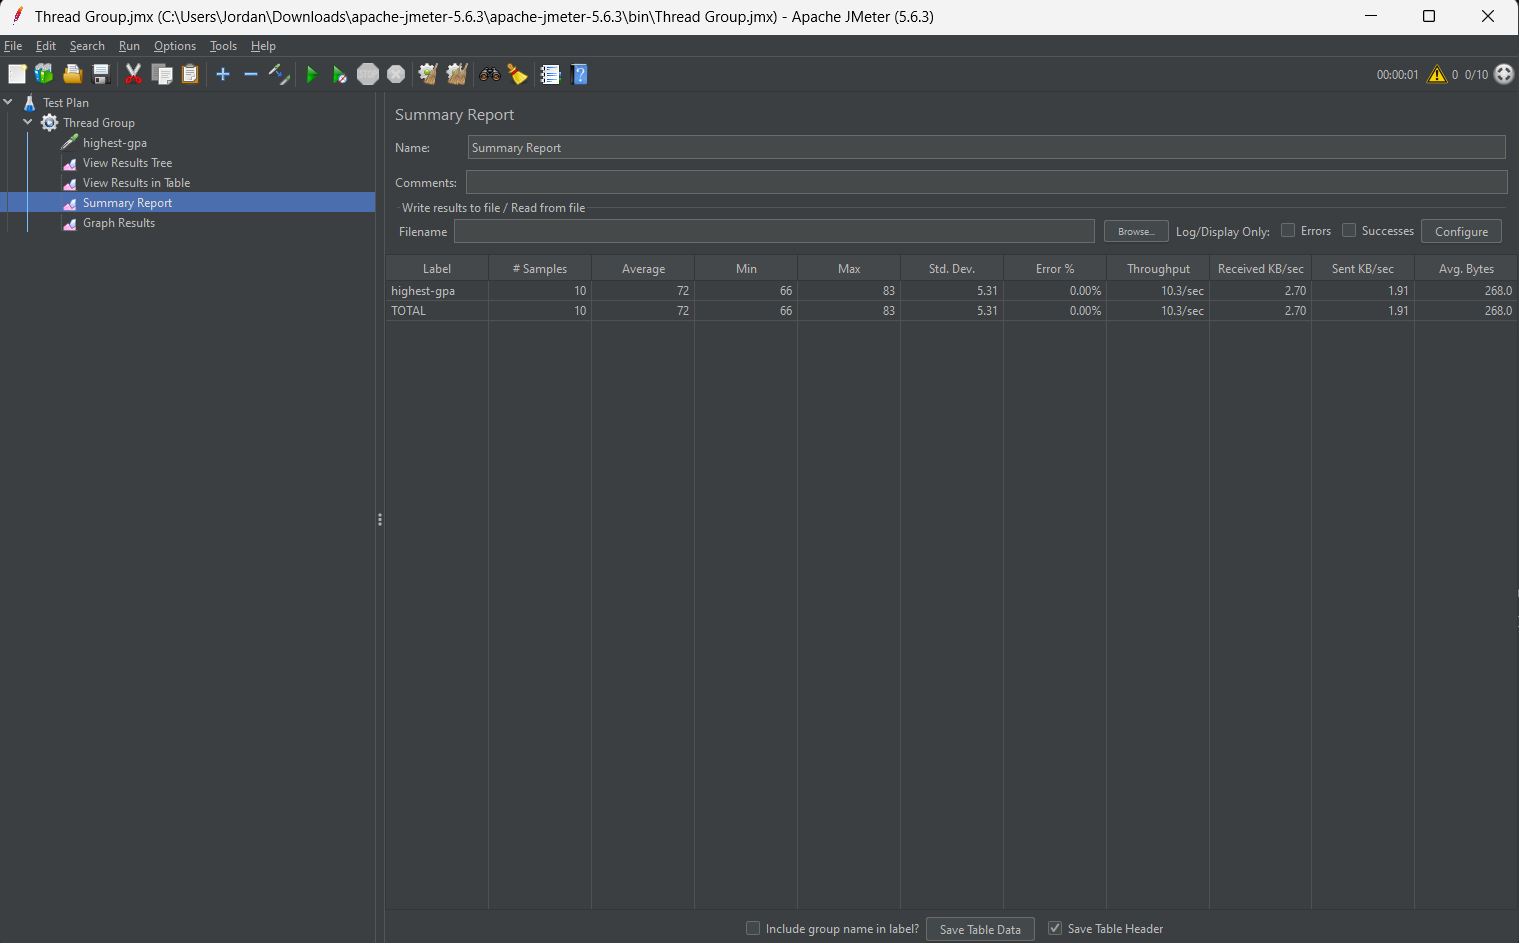 Thread Group.jmx (C:\Users\Jordan\Downloads\apache-jmeter-5.6.3\apache-jmeter-5.6.3\bin\Thread Group.jmx) - Apache JMeter (5.6.3)
File Edit Search Run Options Tools Help
STOP 00:00:01 0 0/10
Test Plan
Thread Group
highest-gpa
View Results Tree
View Results in Table
Summary Report
Graph Results
Summary Report
Name: Summary Report
Comments:
Write results to file / Read from file
Filename Browse... Log/Display Only: Errors Successes Configure
Label # Samples Average Min Max Std. Dev. Error % Throughput Received KB/sec Sent KB/sec Avg. Bytes
highest-gpa 10 72 66 83 5.31 0.00% 10.3/sec 2.70 1.91 268.0
TOTAL 10 72 66 83 5.31 0.00% 10.3/sec 2.70 1.91 268.0
Include group name in label? Save Table Data Save Table Header